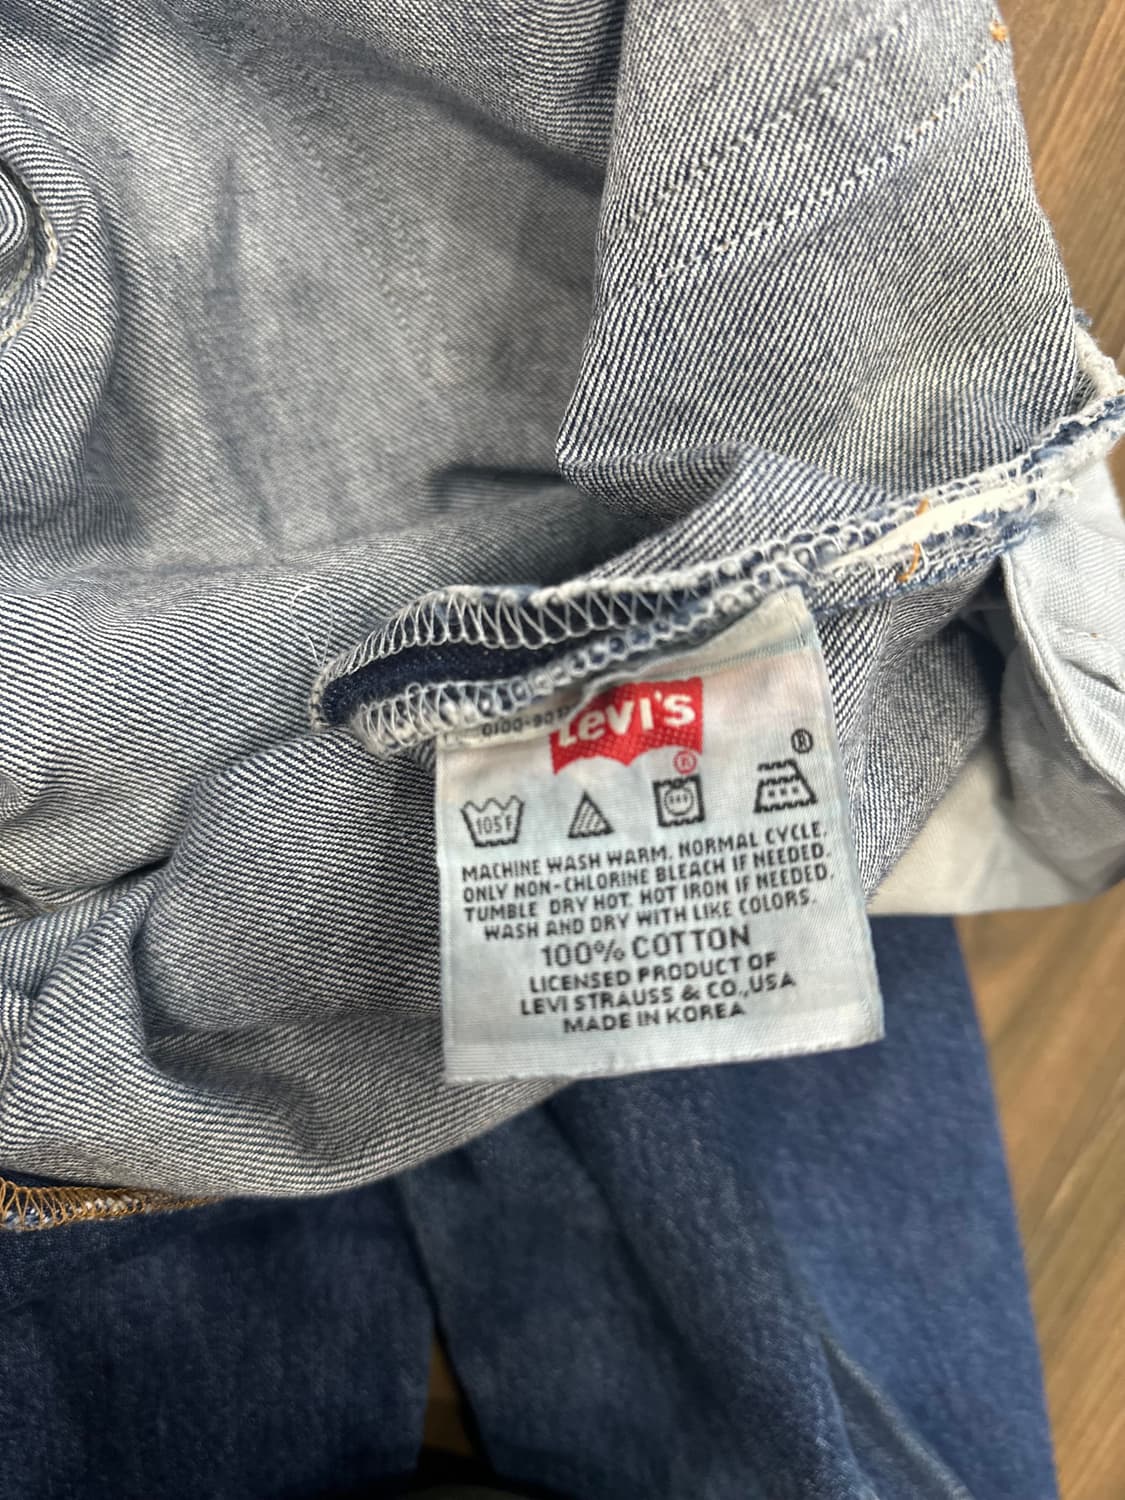 Levi's
®
®
105F
MACHINE WASH WARM. NORMAL CYCLE.
ONLY NON-CHLORINE BLEACH IF NEEDED.
TUMBLE DRY HOT. HOT IRON IF NEEDED.
WASH AND DRY WITH LIKE COLORS.
100% COTTON
LICENSED PRODUCT OF
LEVI STRAUSS & CO., USA
MADE IN KOREA